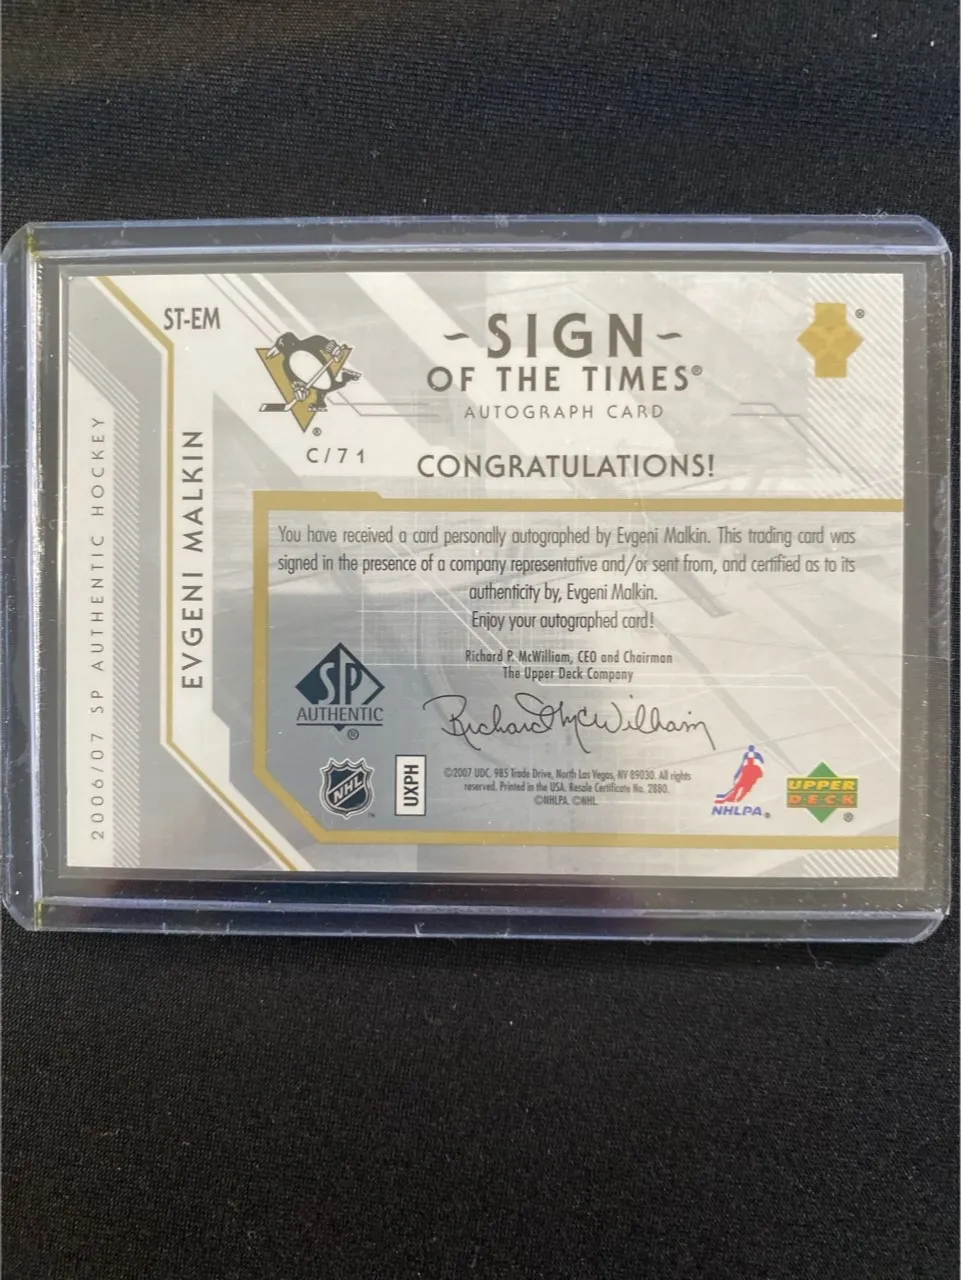 ST-EM
C/71
EVGENI MALKIN
2006/07 SP AUTHENTIC HOCKEY
~SIGN~
OF THE TIMES®
AUTOGRAPH CARD
®
®
CONGRATULATIONS!
You have received a card personally autographed by Evgeni Malkin. This trading card was
signed in the presence of a company representative and/or sent from, and certified as to its
authenticity by, Evgeni Malkin.
Enjoy your autographed card!
Richard P. McWilliam, CEO and Chairman
The Upper Deck Company
Richard McWilliam
SP
AUTHENTIC
®
NHL
™
UXPH
©2007 UDC. 985 Trade Drive, North Las Vegas, NV 89030. All rights
reserved. Printed in the USA. Resale Certificate No. 2880.
©NHLPA. ©NHL.
NHLPA®
UPPER
DECK
®